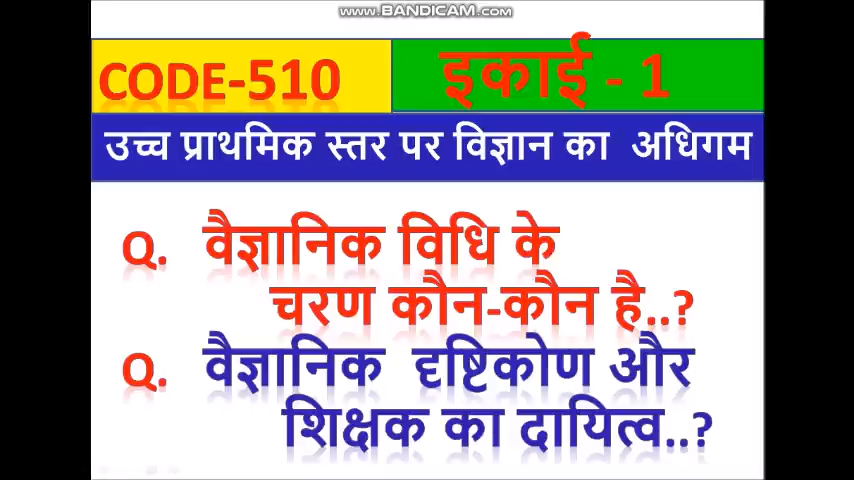 www.BANDICAM.com
CODE-510 इकाई - 1
उच्च प्राथमिक स्तर पर विज्ञान का अधिगम
Q. वैज्ञानिक विधि के
चरण कौन-कौन है..?
Q. वैज्ञानिक दृष्टिकोण और
शिक्षक का दायित्व..?